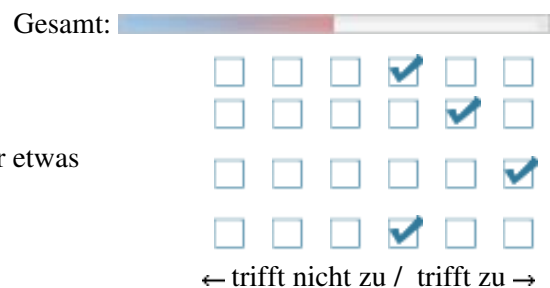 Gesamt:
r etwas
← trifft nicht zu / trifft zu →